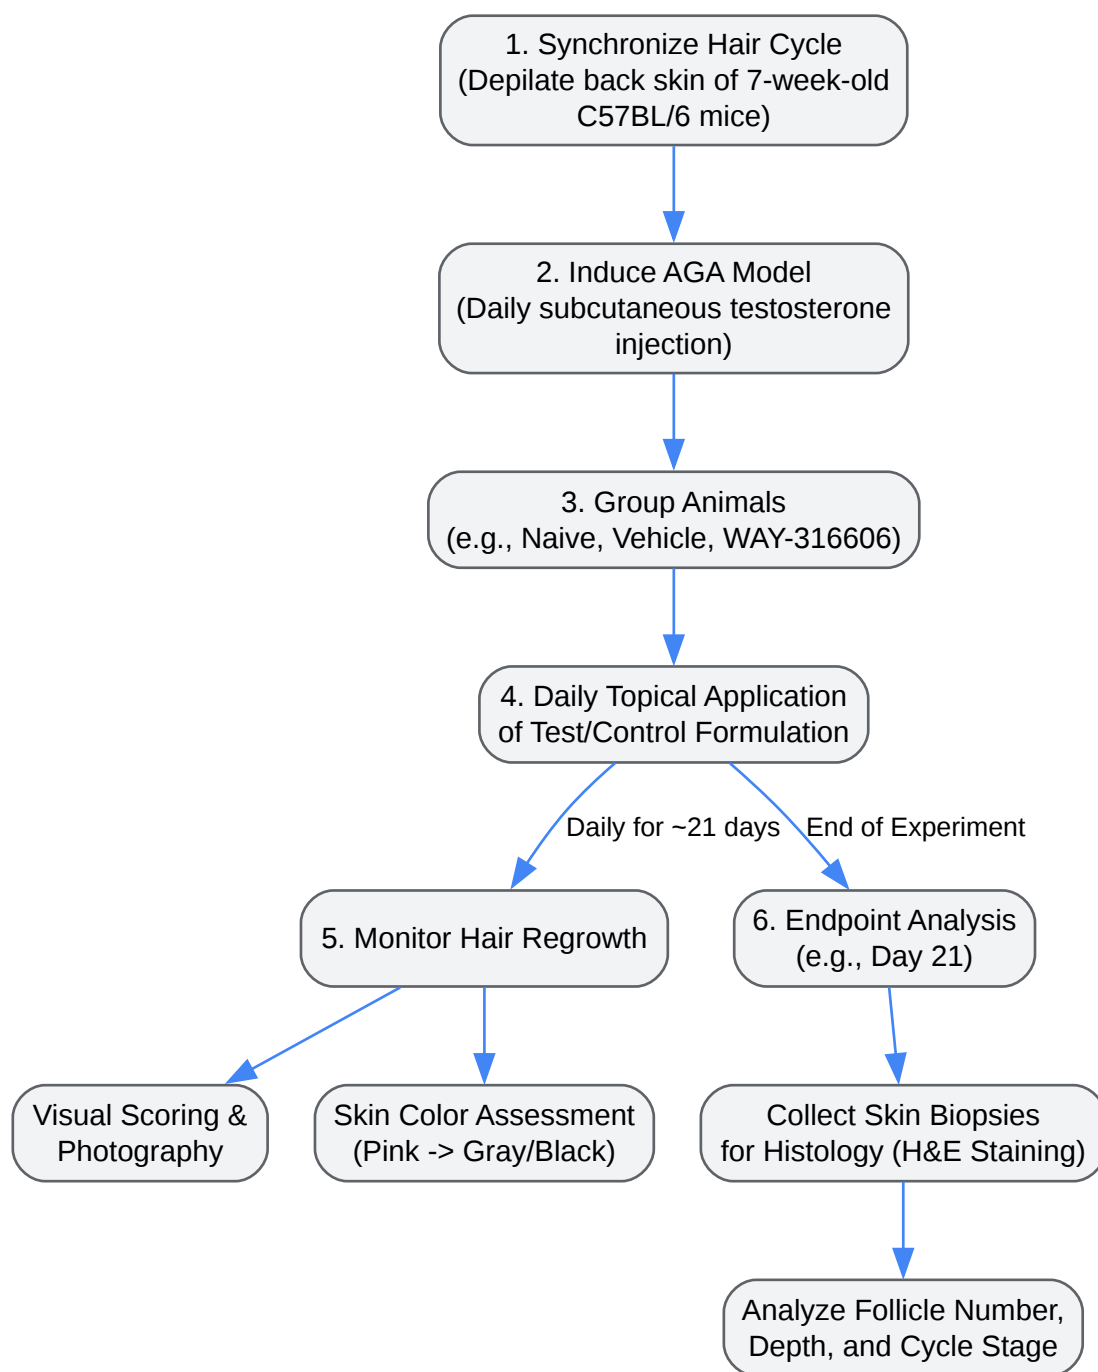 1. Synchronize Hair Cycle
(Depilate back skin of 7-week-old
C57BL/6 mice)
2. Induce AGA Model
(Daily subcutaneous testosterone
injection)
3. Group Animals
(e.g., Naive, Vehicle, WAY-316606)
4. Daily Topical Application
of Test/Control Formulation
Daily for ~21 days
End of Experiment
5. Monitor Hair Regrowth
6. Endpoint Analysis
(e.g., Day 21)
Visual Scoring &
Photography
Skin Color Assessment
(Pink -> Gray/Black)
Collect Skin Biopsies
for Histology (H&E Staining)
Analyze Follicle Number,
Depth, and Cycle Stage